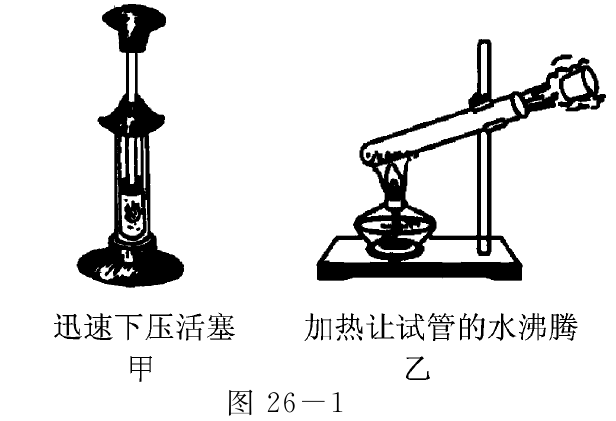 迅速下压活塞
甲
加热让试管的水沸腾
乙
图 26－1